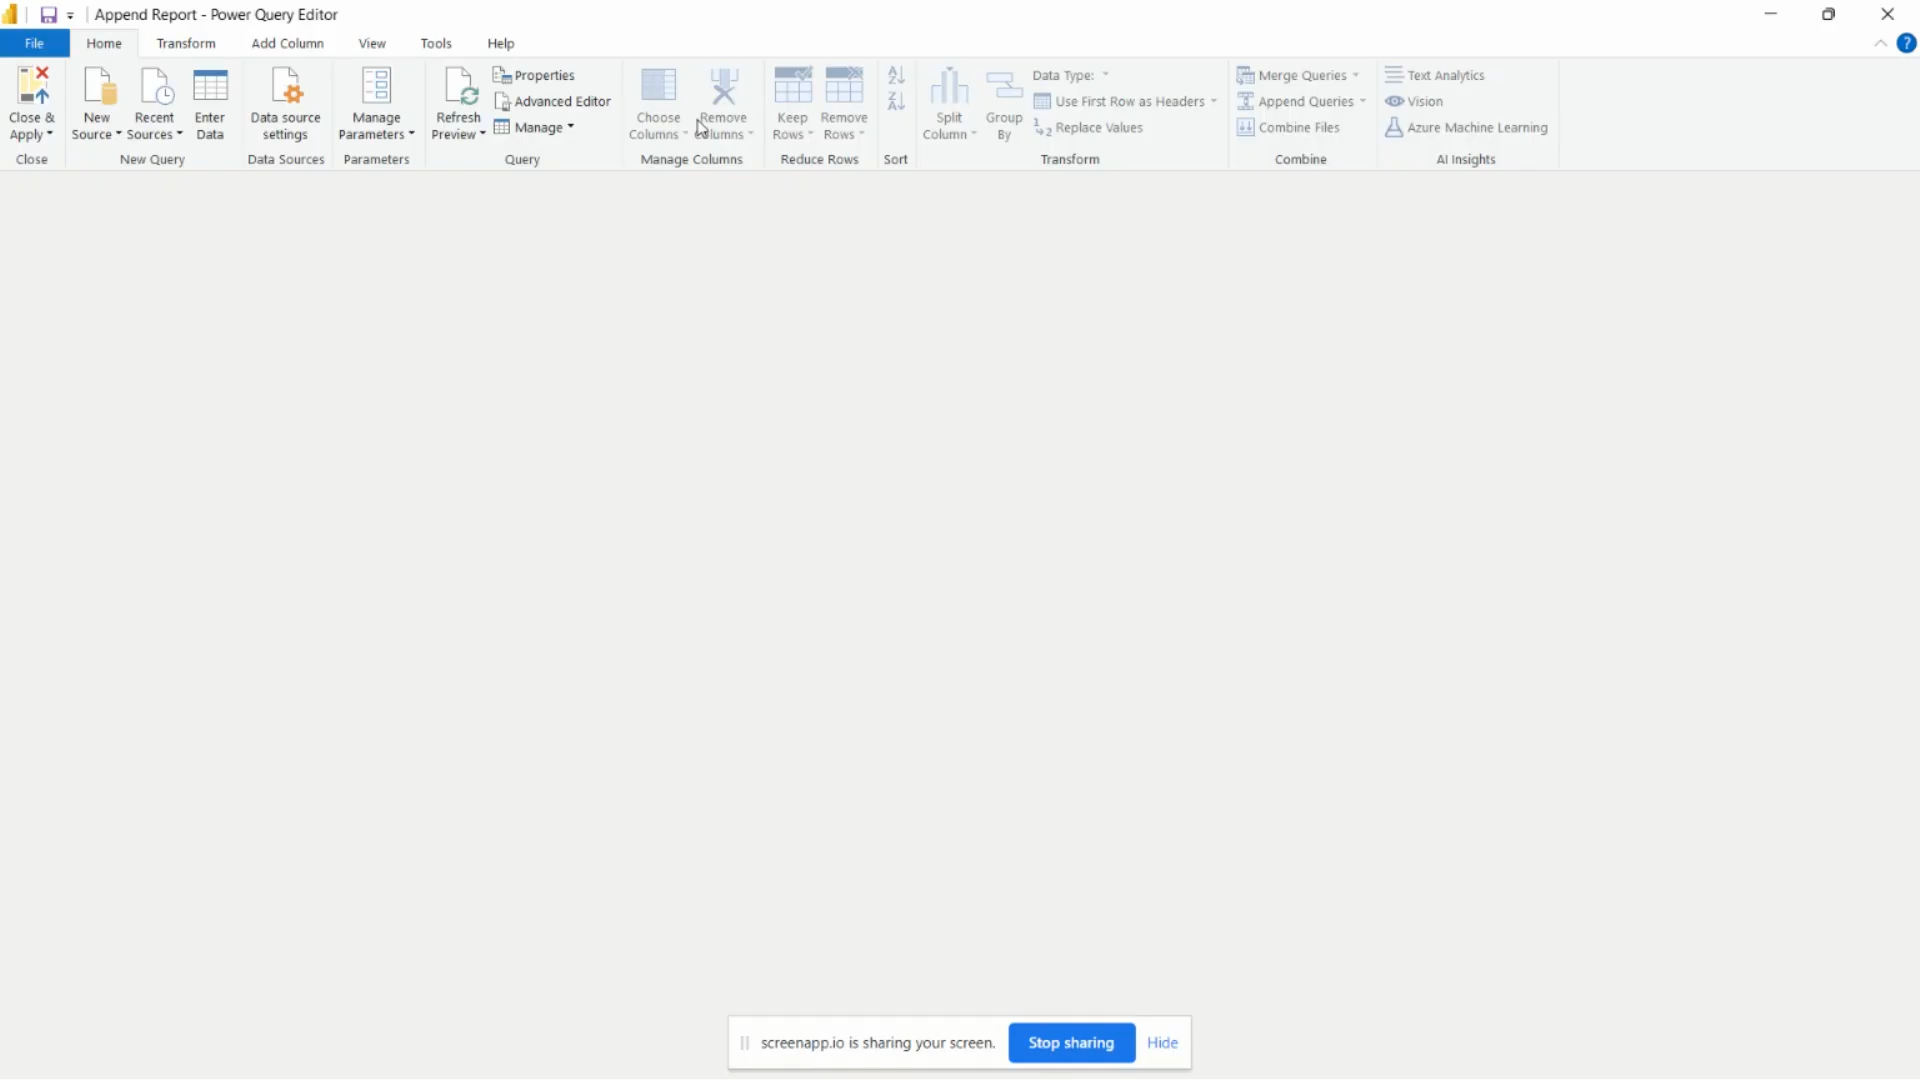 Append Report - Power Query Editor
File Home Transform Add Column View Tools Help
Close & Apply
New Source
Recent Sources
Enter Data
Data source settings
Manage Parameters
Refresh Preview
Properties
Advanced Editor
Manage
Choose Columns
Remove Columns
Keep Rows
Remove Rows
Split Column
Group By
Data Type:
Use First Row as Headers
Replace Values
Merge Queries
Append Queries
Combine Files
Text Analytics
Vision
Azure Machine Learning
Close New Query Data Sources Parameters Query Manage Columns Reduce Rows Sort Transform Combine AI Insights
screenapp.io is sharing your screen. Stop sharing Hide